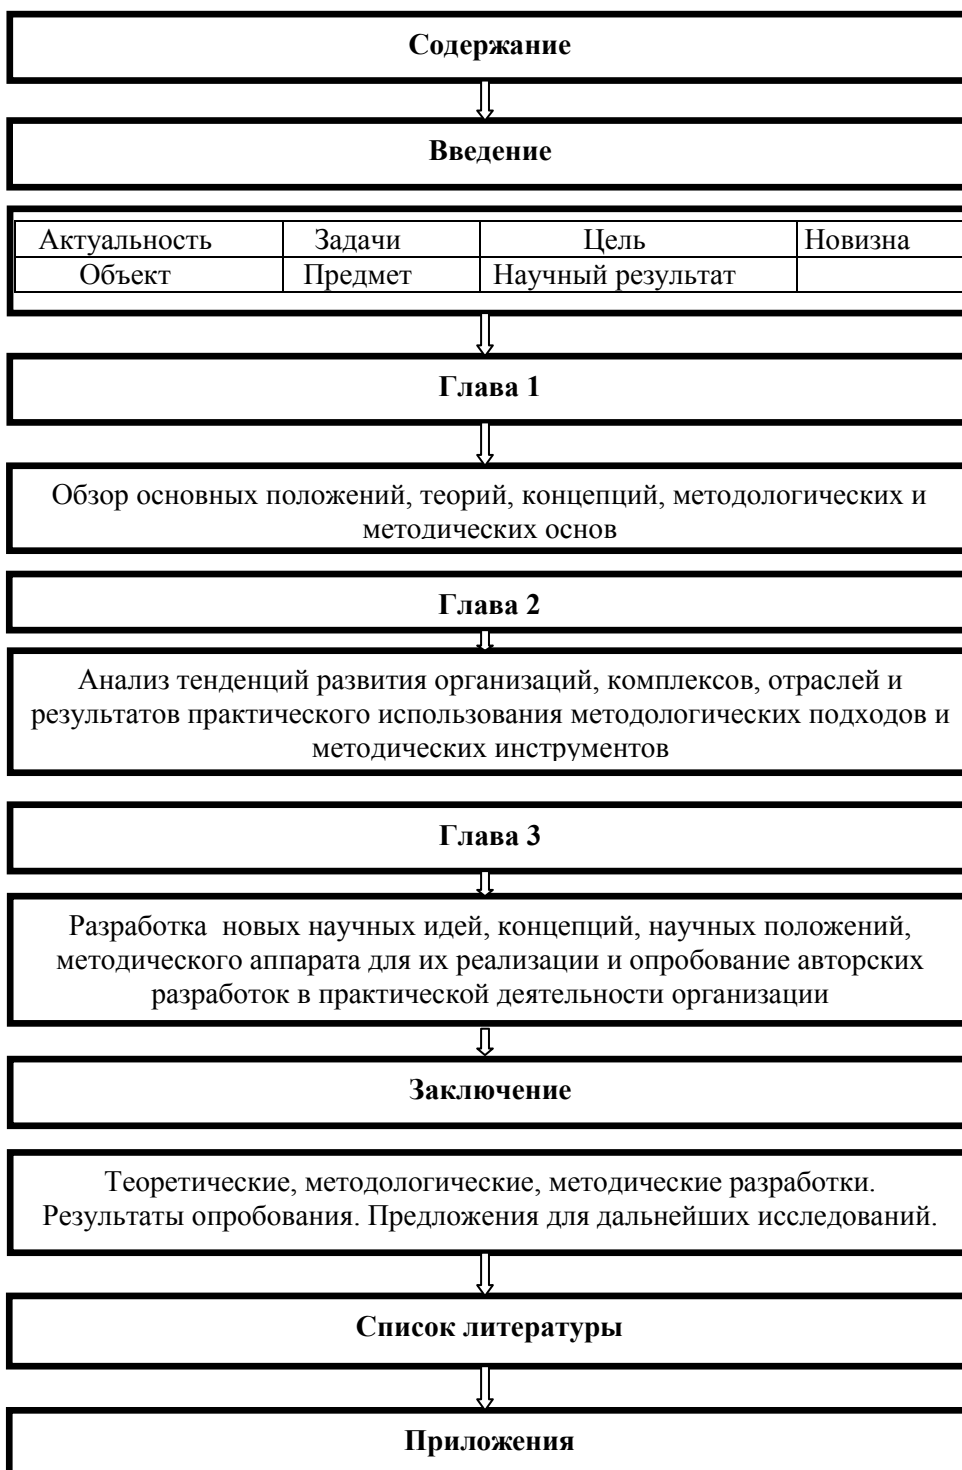 Содержание
Введение
Актуальность Задачи Цель Новизна
Объект Предмет Научный результат
Глава 1
Обзор основных положений, теорий, концепций, методологических и
методических основ
Глава 2
Анализ тенденций развития организаций, комплексов, отраслей и
результатов практического использования методологических подходов и
методических инструментов
Глава 3
Разработка новых научных идей, концепций, научных положений,
методического аппарата для их реализации и опробование авторских
разработок в практической деятельности организации
Заключение
Теоретические, методологические, методические разработки.
Результаты опробования. Предложения для дальнейших исследований.
Список литературы
Приложения